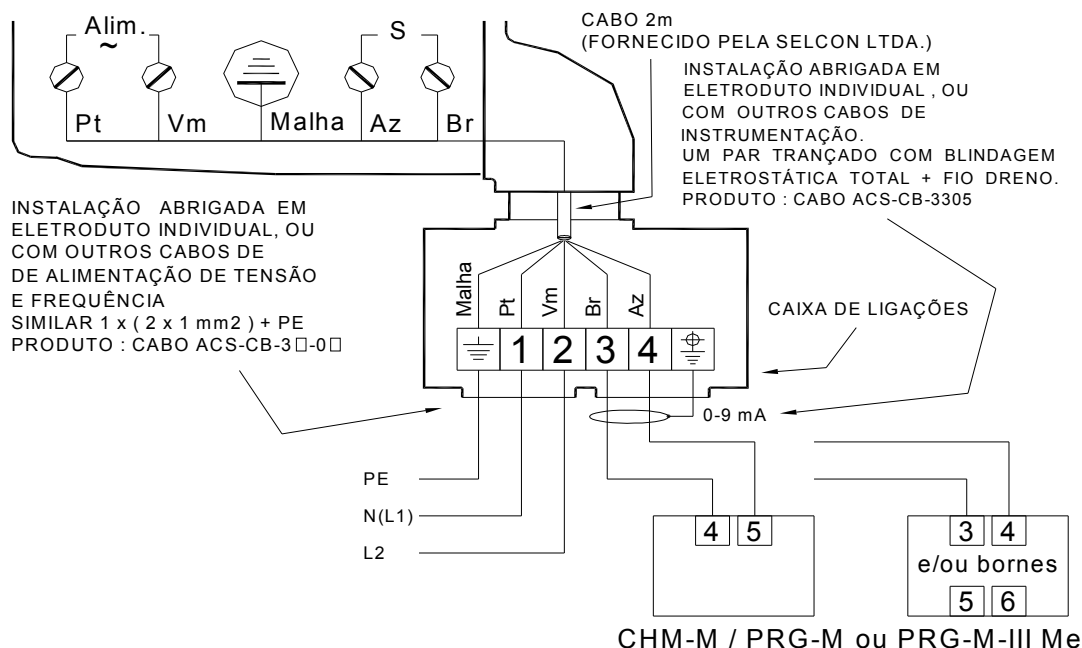 Alim.
~
S
Pt
Vm
Malha
Az
Br
CABO 2m
(FORNECIDO PELA SELCON LTDA.)
INSTALAÇÃO ABRIGADA EM
ELETRODUTO INDIVIDUAL , OU
COM OUTROS CABOS DE
INSTRUMENTAÇÃO.
UM PAR TRANÇADO COM BLINDAGEM
ELETROSTÁTICA TOTAL + FIO DRENO.
PRODUTO : CABO ACS-CB-3305
INSTALAÇÃO ABRIGADA EM
ELETRODUTO INDIVIDUAL, OU
COM OUTROS CABOS DE
DE ALIMENTAÇÃO DE TENSÃO
E FREQUÊNCIA
SIMILAR 1 x ( 2 x 1 mm2 ) + PE
PRODUTO : CABO ACS-CB-3□-0□
Malha
Pt
Vm
Br
Az
1
2
3
4
CAIXA DE LIGAÇÕES
0-9 mA
PE
N(L1)
L2
4
5
3
4
e/ou bornes
5
6
CHM-M / PRG-M ou PRG-M-III Me